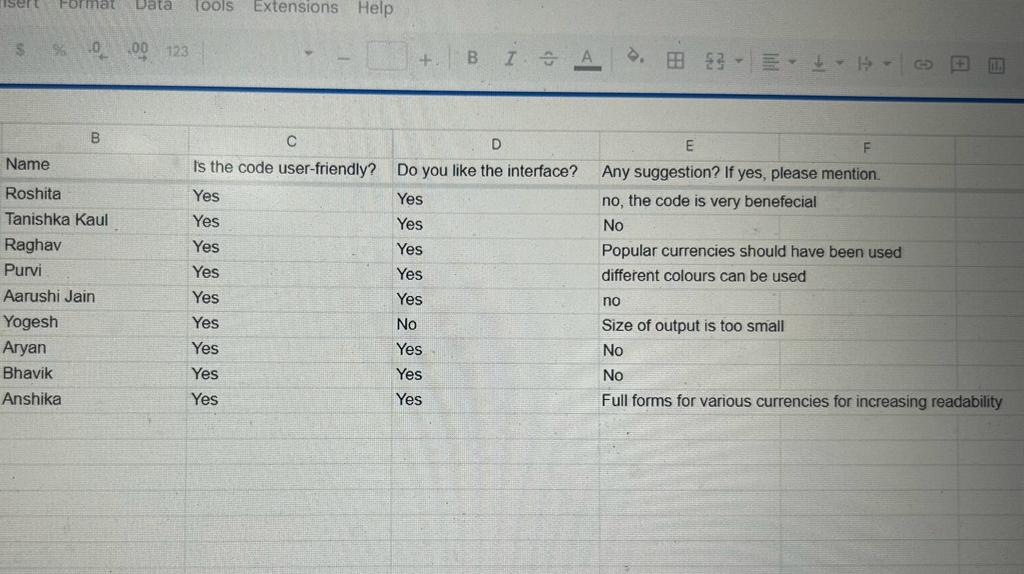 Format Data Tools Extensions Help
$ % .0 .00 123 B I S A
B C D E F
Name Is the code user-friendly? Do you like the interface? Any suggestion? If yes, please mention.
Roshita Yes Yes no, the code is very benefecial
Tanishka Kaul Yes Yes No
Raghav Yes Yes Popular currencies should have been used
Purvi Yes Yes different colours can be used
Aarushi Jain Yes Yes no
Yogesh Yes No Size of output is too small
Aryan Yes Yes No
Bhavik Yes Yes No
Anshika Yes Yes Full forms for various currencies for increasing readability